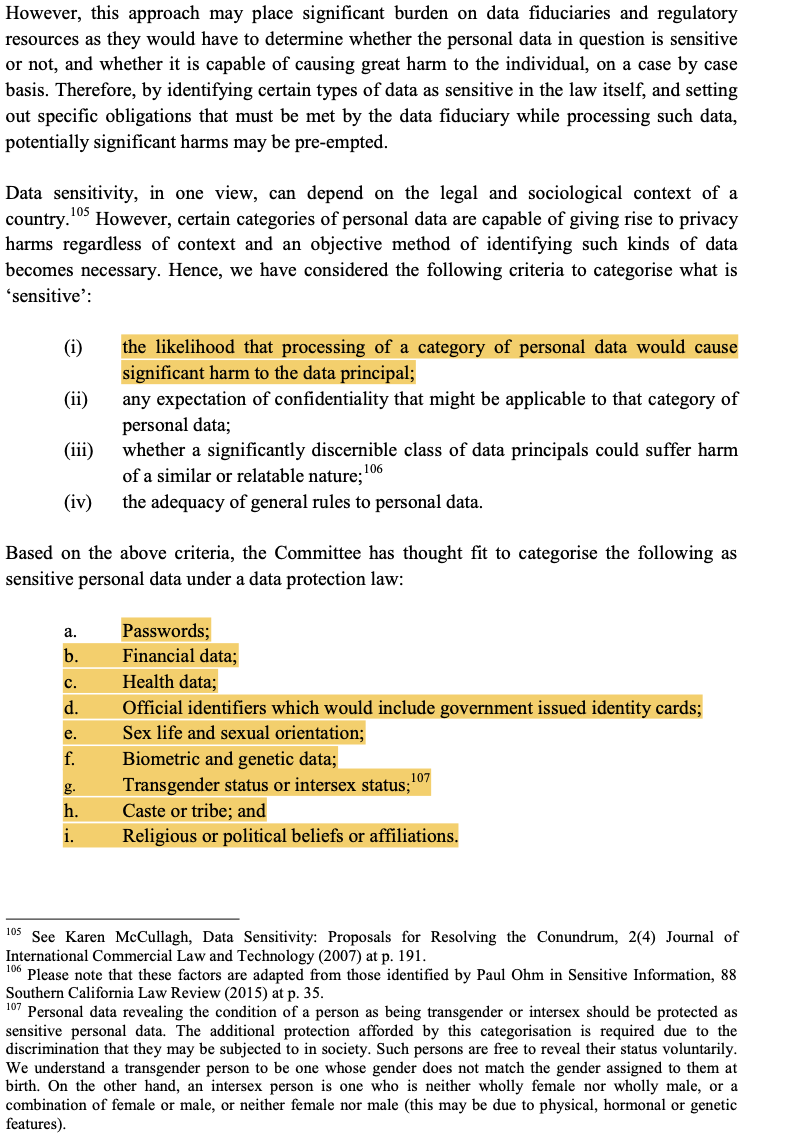 However, this approach may place significant burden on data fiduciaries and regulatory
resources as they would have to determine whether the personal data in question is sensitive
or not, and whether it is capable of causing great harm to the individual, on a case by case
basis. Therefore, by identifying certain types of data as sensitive in the law itself, and setting
out specific obligations that must be met by the data fiduciary while processing such data,
potentially significant harms may be pre-empted.
Data sensitivity, in one view, can depend on the legal and sociological context of a
country.105 However, certain categories of personal data are capable of giving rise to privacy
harms regardless of context and an objective method of identifying such kinds of data
becomes necessary. Hence, we have considered the following criteria to categorise what is
‘sensitive’:
(i) the likelihood that processing of a category of personal data would cause
significant harm to the data principal;
(ii) any expectation of confidentiality that might be applicable to that category of
personal data;
(iii) whether a significantly discernible class of data principals could suffer harm
of a similar or relatable nature;106
(iv) the adequacy of general rules to personal data.
Based on the above criteria, the Committee has thought fit to categorise the following as
sensitive personal data under a data protection law:
a. Passwords;
b. Financial data;
c. Health data;
d. Official identifiers which would include government issued identity cards;
e. Sex life and sexual orientation;
f. Biometric and genetic data;
g. Transgender status or intersex status;107
h. Caste or tribe; and
i. Religious or political beliefs or affiliations.
105 See Karen McCullagh, Data Sensitivity: Proposals for Resolving the Conundrum, 2(4) Journal of
International Commercial Law and Technology (2007) at p. 191.
106 Please note that these factors are adapted from those identified by Paul Ohm in Sensitive Information, 88
Southern California Law Review (2015) at p. 35.
107 Personal data revealing the condition of a person as being transgender or intersex should be protected as
sensitive personal data. The additional protection afforded by this categorisation is required due to the
discrimination that they may be subjected to in society. Such persons are free to reveal their status voluntarily.
We understand a transgender person to be one whose gender does not match the gender assigned to them at
birth. On the other hand, an intersex person is one who is neither wholly female nor wholly male, or a
combination of female or male, or neither female nor male (this may be due to physical, hormonal or genetic
features).